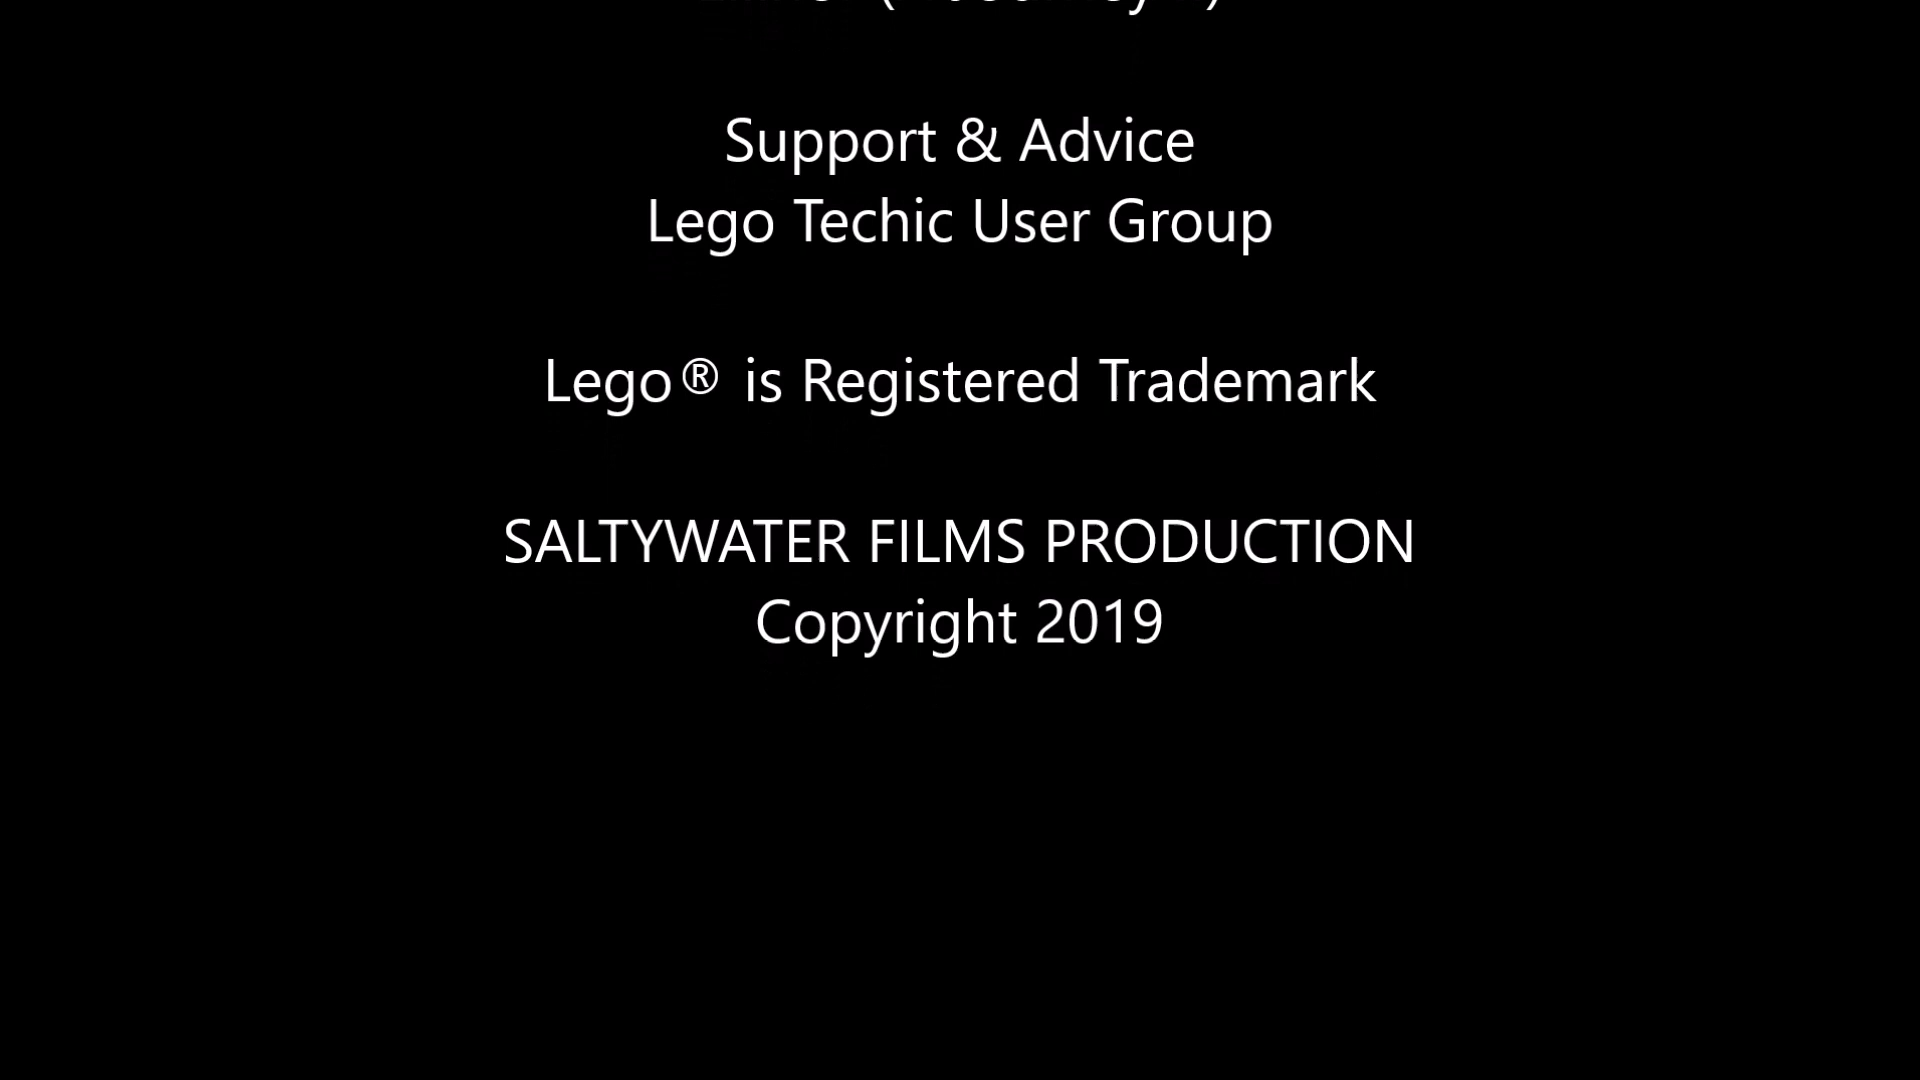 Support & Advice
Lego Techic User Group
Lego® is Registered Trademark
SALTYWATER FILMS PRODUCTION
Copyright 2019